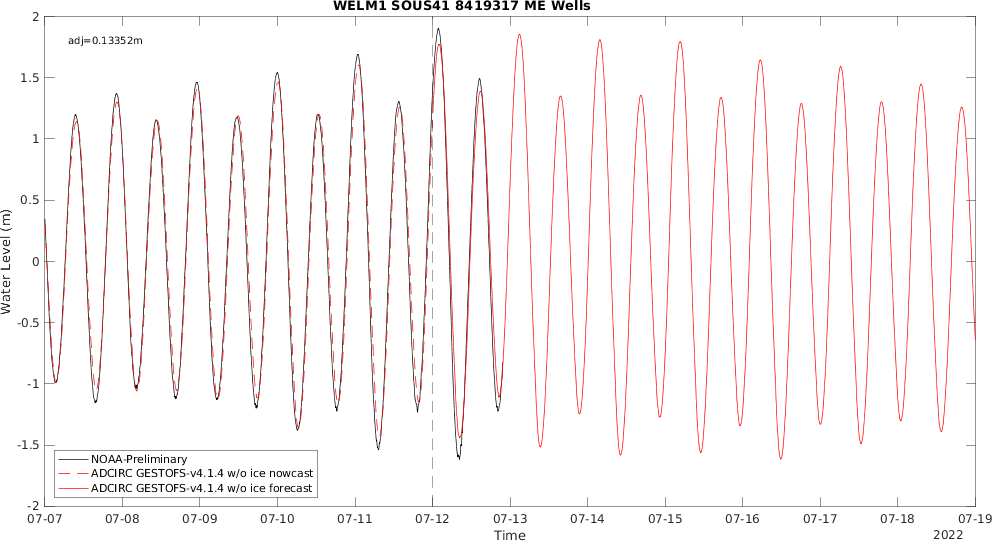 WELM1 SOUS41 8419317 ME Wells
adj=0.13352m
2
1.5
1
0.5
0
-0.5
-1
-1.5
-2
Water Level (m)
NOAA-Preliminary
ADCIRC GESTOFS-v4.1.4 w/o ice nowcast
ADCIRC GESTOFS-v4.1.4 w/o ice forecast
07-07 07-08 07-09 07-10 07-11 07-12 07-13 07-14 07-15 07-16 07-17 07-18 07-19
Time
2022